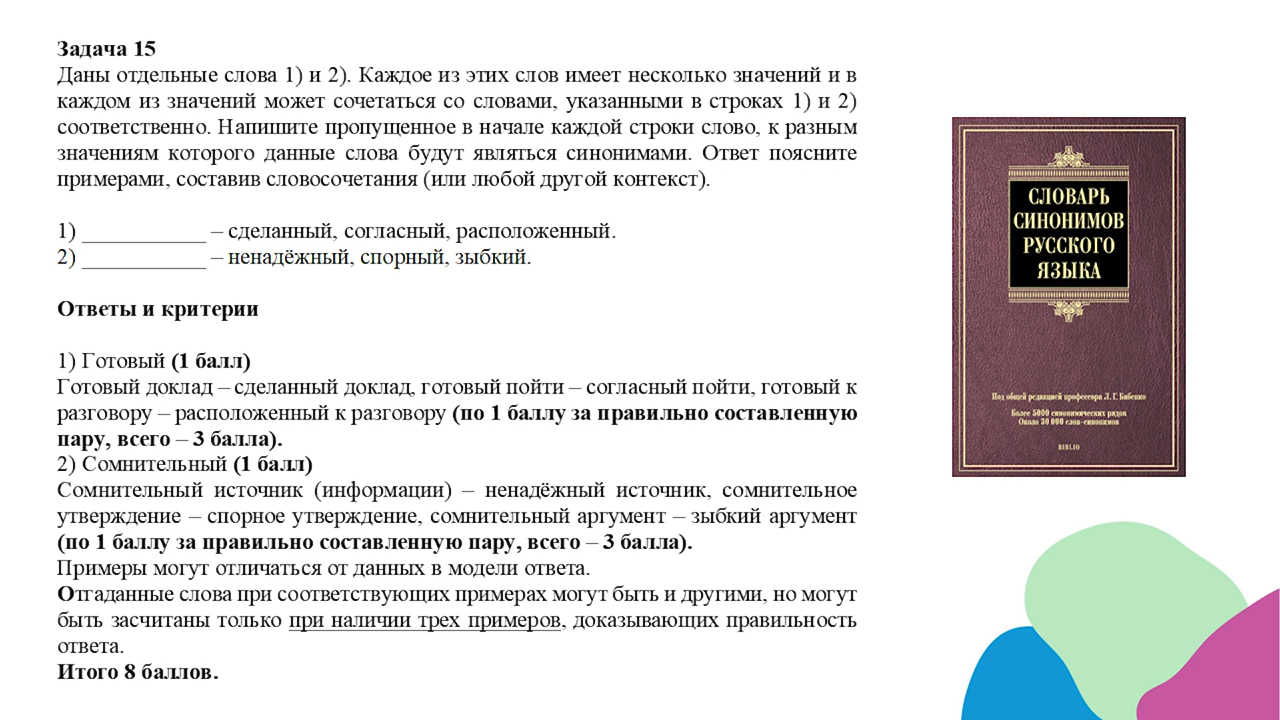 Задача 15
Даны отдельные слова 1) и 2). Каждое из этих слов имеет несколько значений и в
каждом из значений может сочетаться со словами, указанными в строках 1) и 2)
соответственно. Напишите пропущенное в начале каждой строки слово, к разным
значениям которого данные слова будут являться синонимами. Ответ поясните
примерами, составив словосочетания (или любой другой контекст).
1) ___________ – сделанный, согласный, расположенный.
2) ___________ – ненадёжный, спорный, зыбкий.
Ответы и критерии
1) Готовый (1 балл)
Готовый доклад – сделанный доклад, готовый пойти – согласный пойти, готовый к
разговору – расположенный к разговору (по 1 баллу за правильно составленную
пару, всего – 3 балла).
2) Сомнительный (1 балл)
Сомнительный источник (информации) – ненадёжный источник, сомнительное
утверждение – спорное утверждение, сомнительный аргумент – зыбкий аргумент
(по 1 баллу за правильно составленную пару, всего – 3 балла).
Примеры могут отличаться от данных в модели ответа.
Отгаданные слова при соответствующих примерах могут быть и другими, но могут
быть засчитаны только при наличии трех примеров, доказывающих правильность
ответа.
Итого 8 баллов.
СЛОВАРЬ
СИНОНИМОВ
РУССКОГО
ЯЗЫКА
Под общей редакцией профессора Л. Г. Бабенко
Более 5000 синонимических рядов
Около 30 000 слов-синонимов